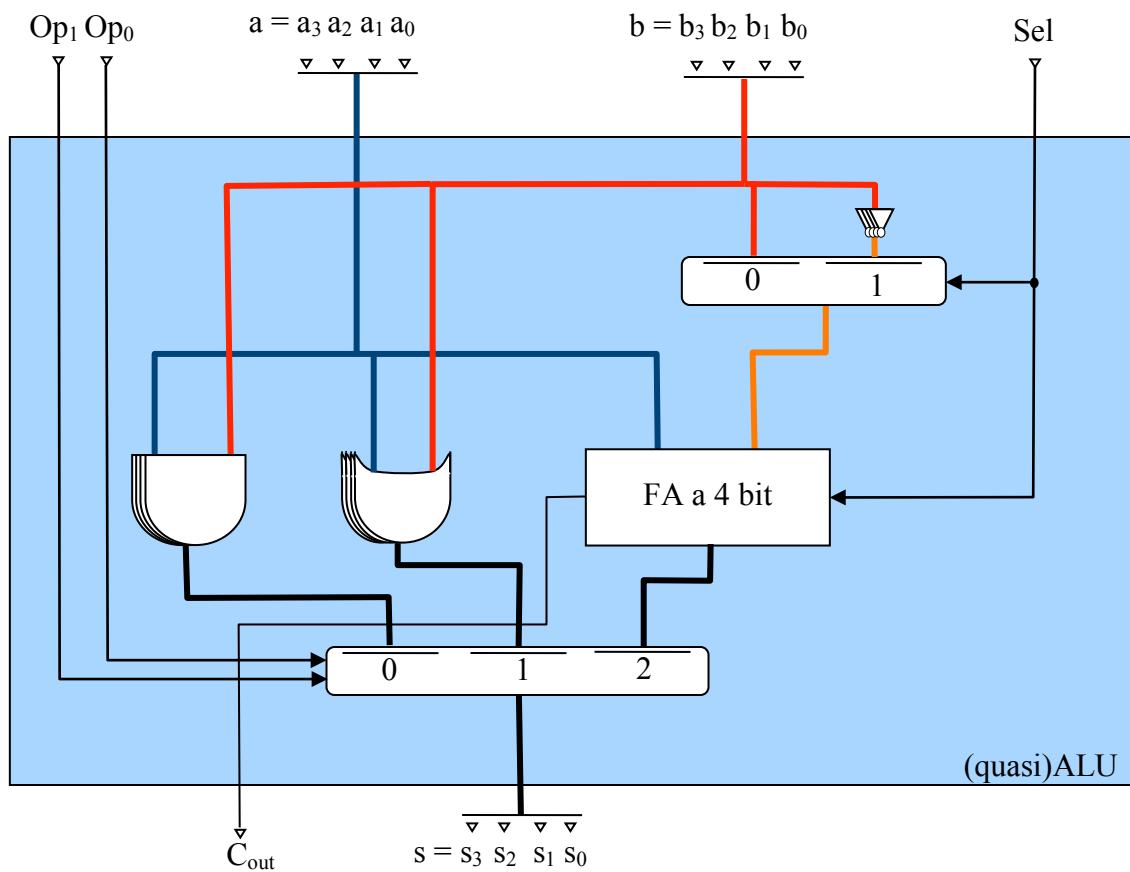 Op₁ Op₀ a = a₃ a₂ a₁ a₀ b = b₃ b₂ b₁ b₀ Sel
0 1
FA a 4 bit
0 1 2
(quasi)ALU
C_out s = s₃ s₂ s₁ s₀